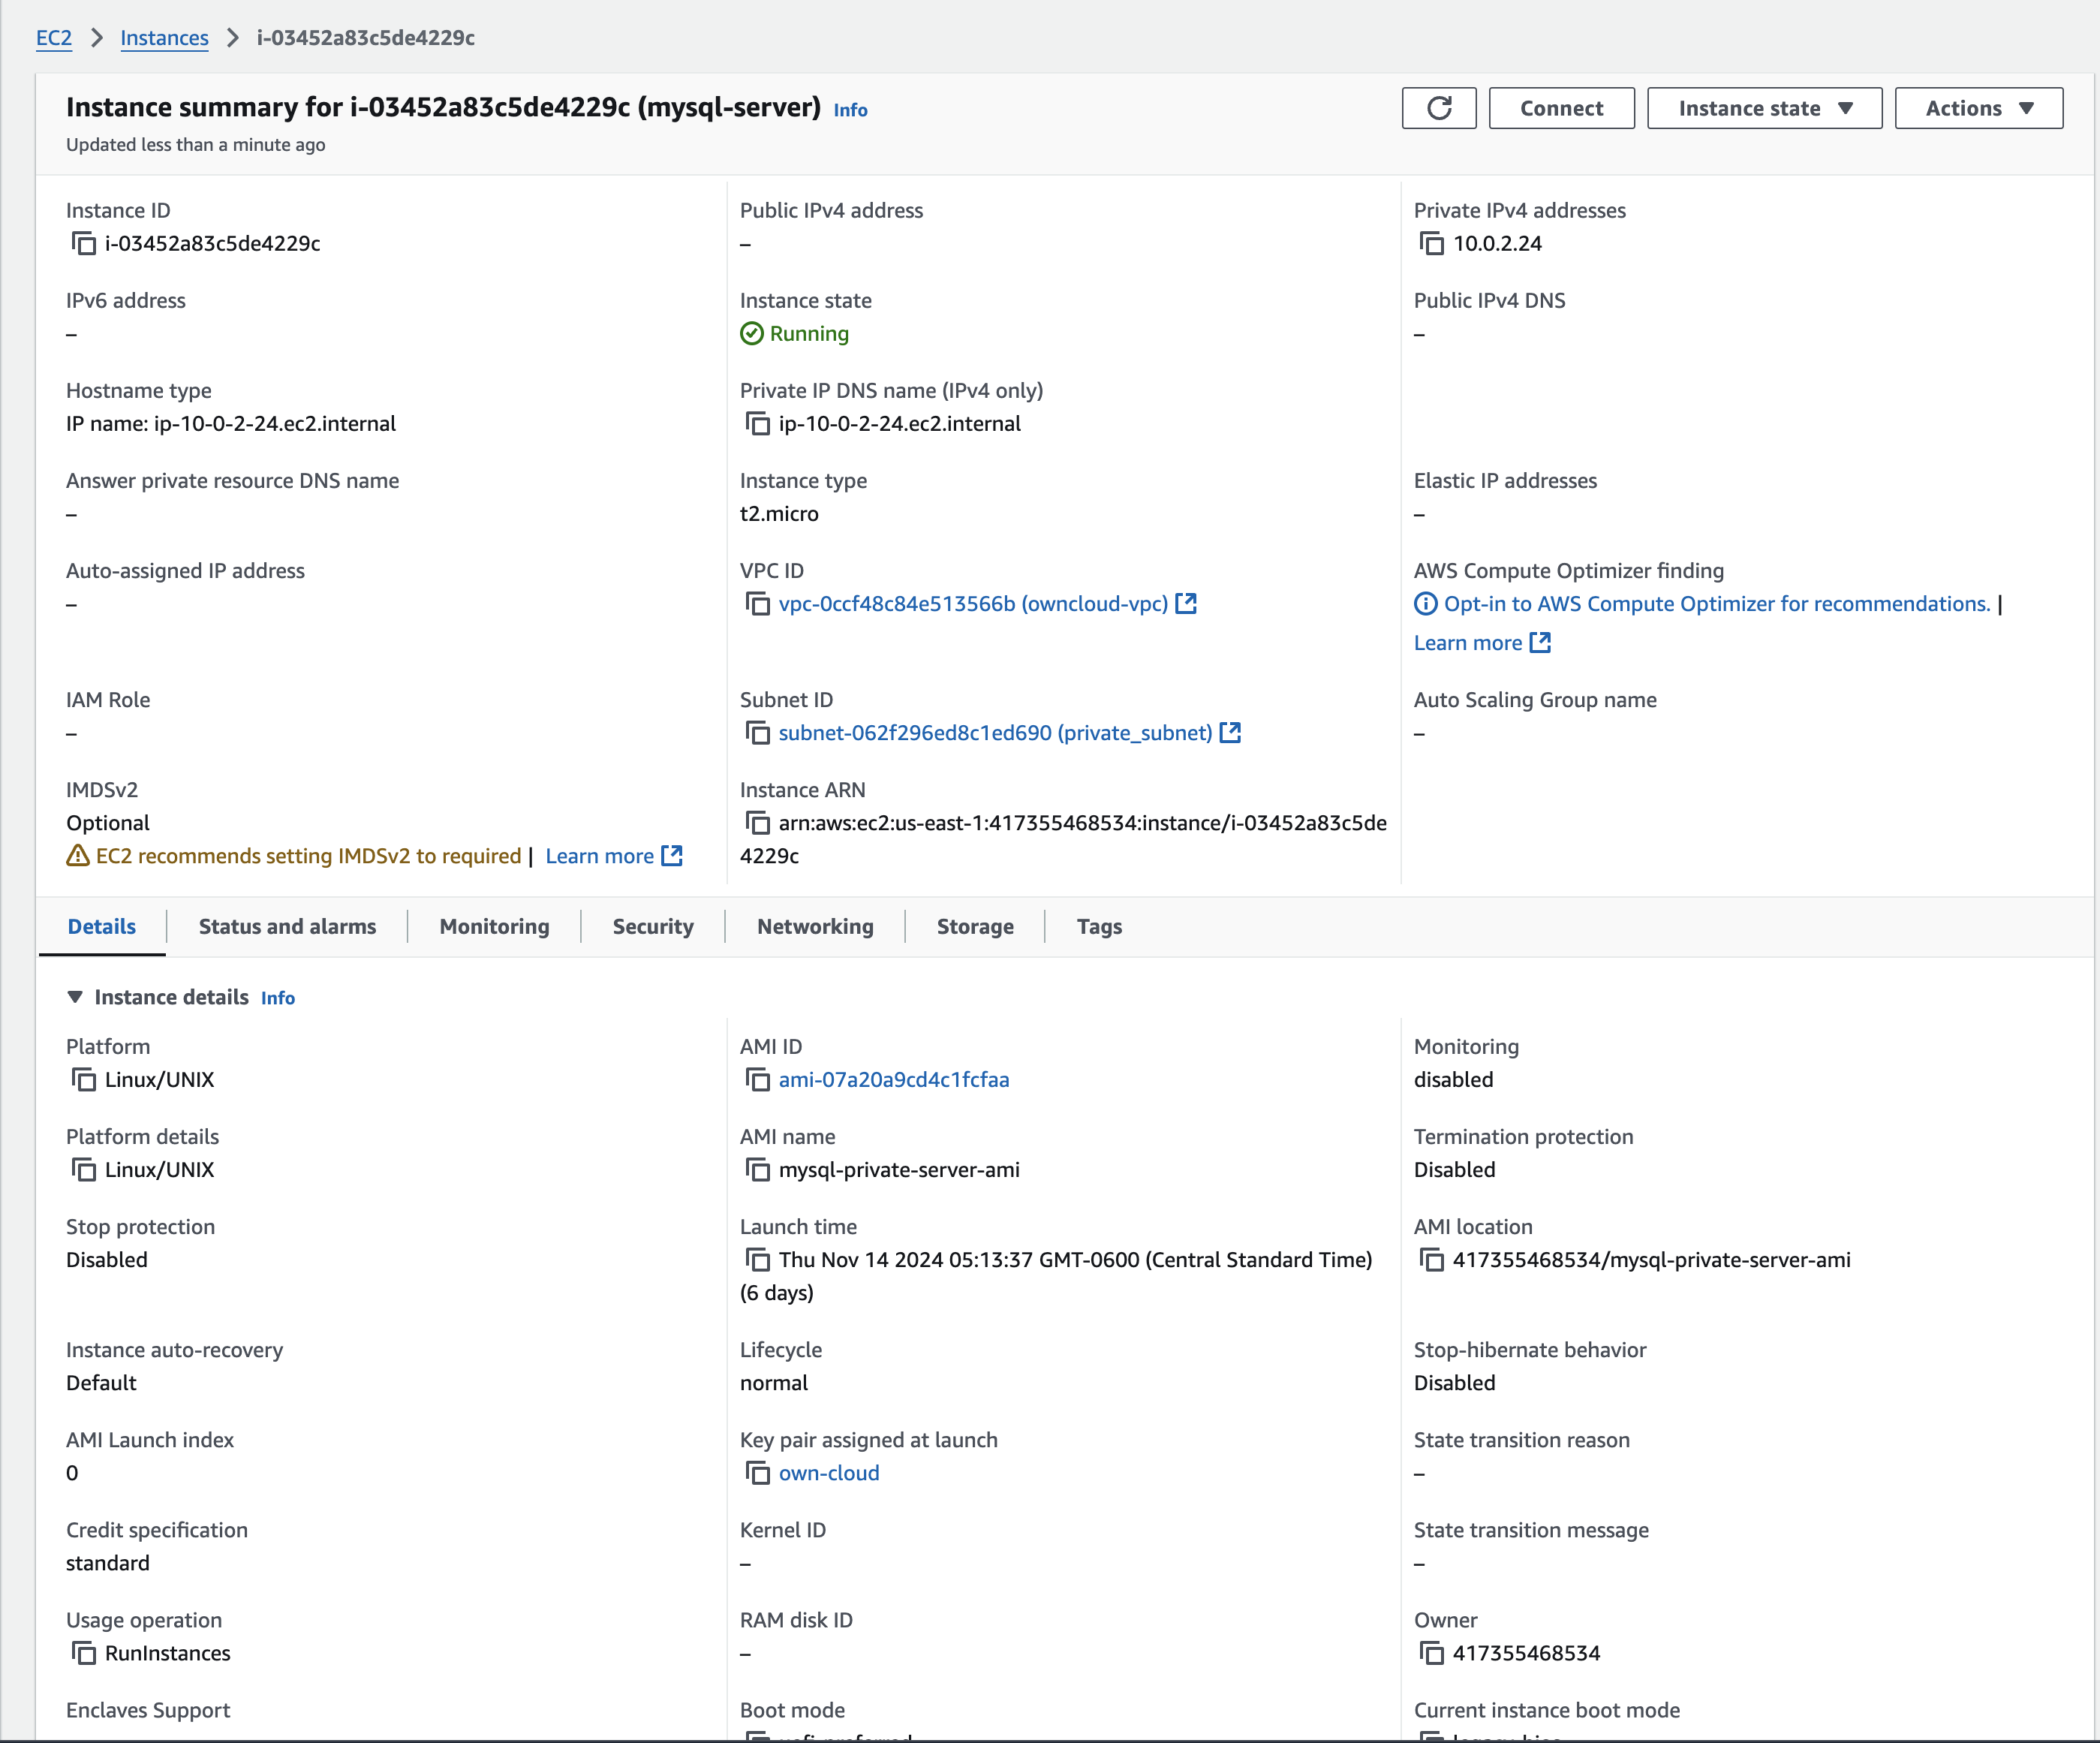 EC2 > Instances > i-03452a83c5de4229c
Instance summary for i-03452a83c5de4229c (mysql-server) Info
Updated less than a minute ago
Connect
Instance state
Actions
Instance ID
i-03452a83c5de4229c
Public IPv4 address
–
Private IPv4 addresses
10.0.2.24
IPv6 address
–
Instance state
Running
Public IPv4 DNS
–
Hostname type
IP name: ip-10-0-2-24.ec2.internal
Private IP DNS name (IPv4 only)
ip-10-0-2-24.ec2.internal
Answer private resource DNS name
–
Instance type
t2.micro
Elastic IP addresses
–
Auto-assigned IP address
–
VPC ID
vpc-0ccf48c84e513566b (owncloud-vpc)
AWS Compute Optimizer finding
Opt-in to AWS Compute Optimizer for recommendations. |
Learn more
IAM Role
–
Subnet ID
subnet-062f296ed8c1ed690 (private_subnet)
Auto Scaling Group name
–
IMDSv2
Optional
EC2 recommends setting IMDSv2 to required | Learn more
Instance ARN
arn:aws:ec2:us-east-1:417355468534:instance/i-03452a83c5de
4229c
Details
Status and alarms
Monitoring
Security
Networking
Storage
Tags
Instance details Info
Platform
Linux/UNIX
AMI ID
ami-07a20a9cd4c1fcfaa
Monitoring
disabled
Platform details
Linux/UNIX
AMI name
mysql-private-server-ami
Termination protection
Disabled
Stop protection
Disabled
Launch time
Thu Nov 14 2024 05:13:37 GMT-0600 (Central Standard Time)
(6 days)
AMI location
417355468534/mysql-private-server-ami
Instance auto-recovery
Default
Lifecycle
normal
Stop-hibernate behavior
Disabled
AMI Launch index
0
Key pair assigned at launch
own-cloud
State transition reason
–
Credit specification
standard
Kernel ID
–
State transition message
–
Usage operation
RunInstances
RAM disk ID
–
Owner
417355468534
Enclaves Support
Boot mode
Current instance boot mode